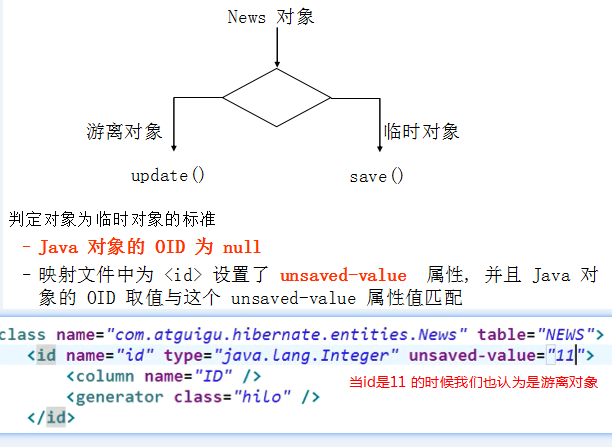 News 对象
游离对象
临时对象
update()
save()
判定对象为临时对象的标准
- Java 对象的 OID 为 null
- 映射文件中为 <id> 设置了 unsaved-value 属性, 并且 Java 对
象的 OID 取值与这个 unsaved-value 属性值匹配
class name="com.atguigu.hibernate.entities.News" table="NEWS">
<id name="id" type="java.lang.Integer" unsaved-value="11">
<column name="ID" />
当id是11 的时候我们也认为是游离对象
<generator class="hilo" />
</id>